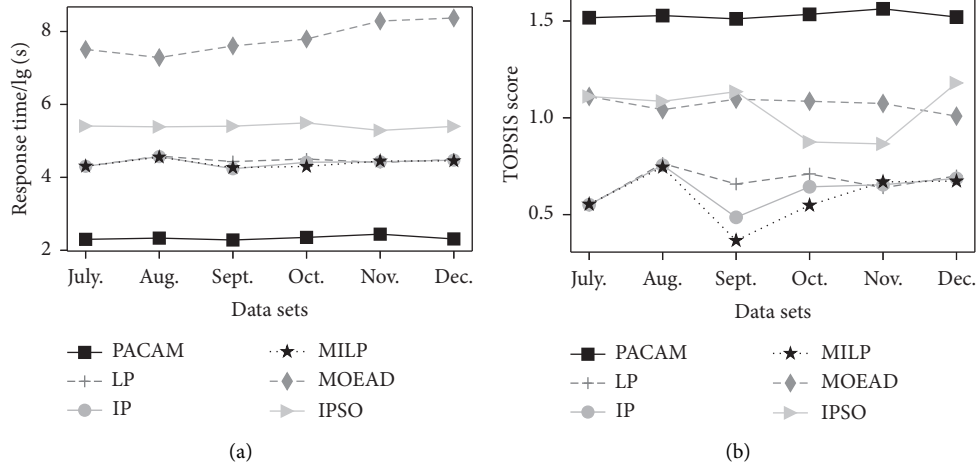 Response time/lg (s)
8
6
4
2
July.
Aug.
Sept.
Oct.
Nov.
Dec.
Data sets
PACAM
LP
IP
MILP
MOEAD
IPSO
(a)
TOPSIS score
1.5
1.0
0.5
July.
Aug.
Sept.
Oct.
Nov.
Dec.
Data sets
PACAM
LP
IP
MILP
MOEAD
IPSO
(b)